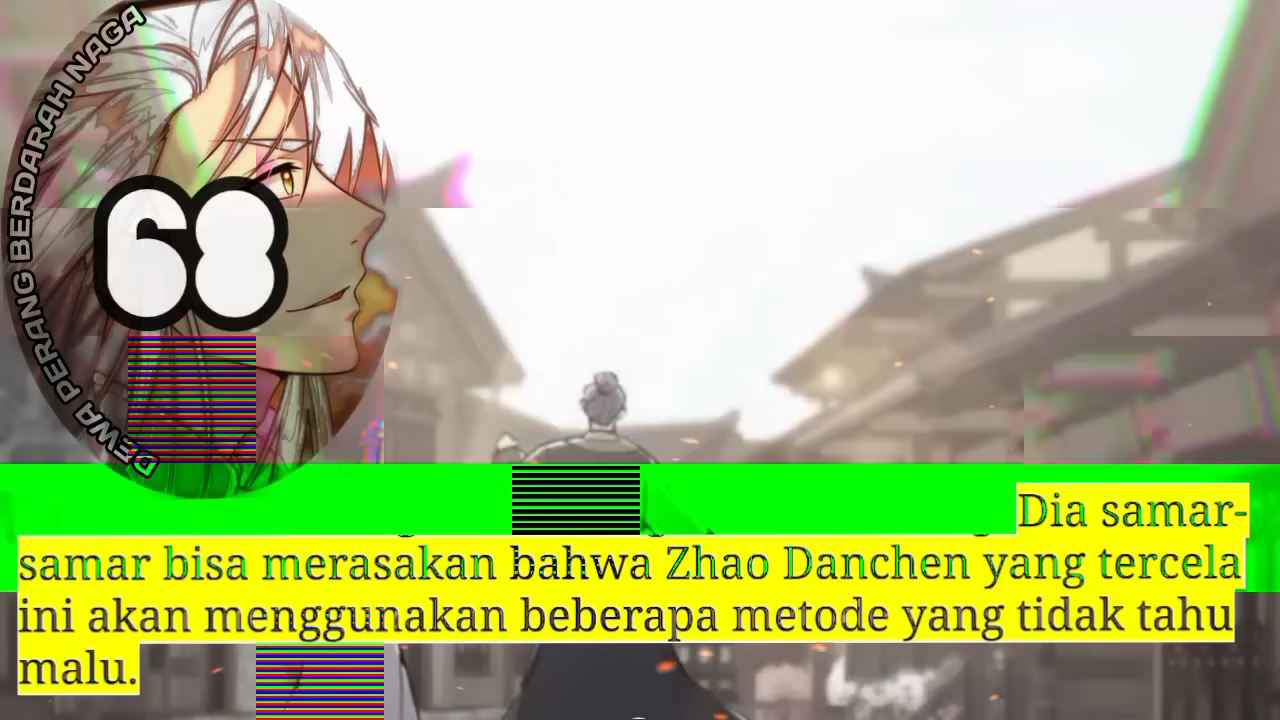 DEWA PERANG BERDARAH NAGA
68
Dia samar-
samar bisa merasakan bahwa Zhao Danchen yang tercela
ini akan menggunakan beberapa metode yang tidak tahu
malu.